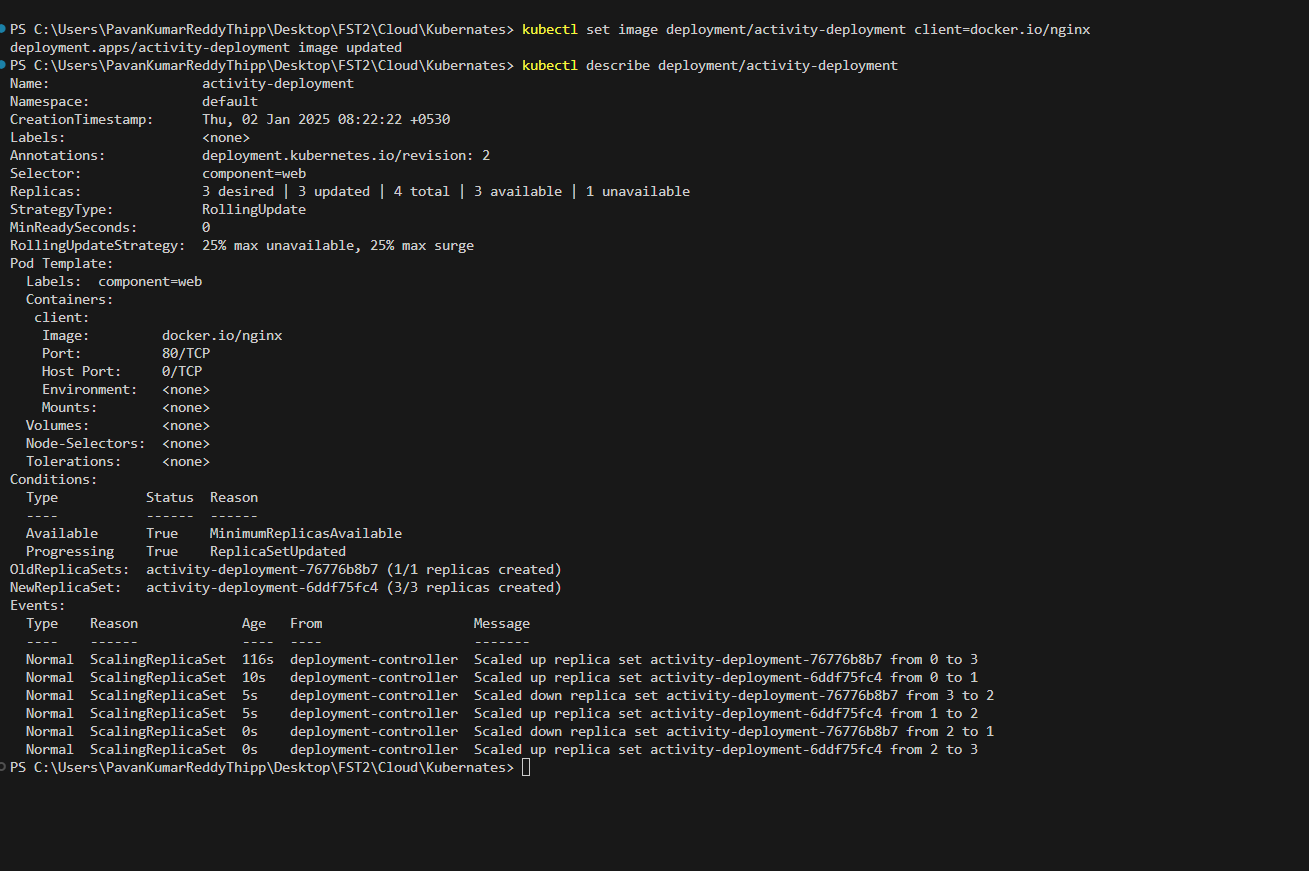 PS C:\Users\PavanKumarReddyThipp\Desktop\FST2\Cloud\Kubernates> kubectl set image deployment/activity-deployment client=docker.io/nginx
deployment.apps/activity-deployment image updated
PS C:\Users\PavanKumarReddyThipp\Desktop\FST2\Cloud\Kubernates> kubectl describe deployment/activity-deployment
Name:                   activity-deployment
Namespace:              default
CreationTimestamp:      Thu, 02 Jan 2025 08:22:22 +0530
Labels:                 <none>
Annotations:            deployment.kubernetes.io/revision: 2
Selector:               component=web
Replicas:               3 desired | 3 updated | 4 total | 3 available | 1 unavailable
StrategyType:           RollingUpdate
MinReadySeconds:        0
RollingUpdateStrategy:  25% max unavailable, 25% max surge
Pod Template:
  Labels:  component=web
  Containers:
   client:
    Image:         docker.io/nginx
    Port:          80/TCP
    Host Port:     0/TCP
    Environment:   <none>
    Mounts:        <none>
  Volumes:         <none>
  Node-Selectors:  <none>
  Tolerations:     <none>
Conditions:
  Type           Status  Reason
  ----           ------  ------
  Available      True    MinimumReplicasAvailable
  Progressing    True    ReplicaSetUpdated
OldReplicaSets:  activity-deployment-76776b8b7 (1/1 replicas created)
NewReplicaSet:   activity-deployment-6ddf75fc4 (3/3 replicas created)
Events:
  Type    Reason             Age   From                   Message
  ----    ------             ----  ----                   -------
  Normal  ScalingReplicaSet  116s  deployment-controller  Scaled up replica set activity-deployment-76776b8b7 from 0 to 3
  Normal  ScalingReplicaSet  10s   deployment-controller  Scaled up replica set activity-deployment-6ddf75fc4 from 0 to 1
  Normal  ScalingReplicaSet  5s    deployment-controller  Scaled down replica set activity-deployment-76776b8b7 from 3 to 2
  Normal  ScalingReplicaSet  5s    deployment-controller  Scaled up replica set activity-deployment-6ddf75fc4 from 1 to 2
  Normal  ScalingReplicaSet  0s    deployment-controller  Scaled down replica set activity-deployment-76776b8b7 from 2 to 1
  Normal  ScalingReplicaSet  0s    deployment-controller  Scaled up replica set activity-deployment-6ddf75fc4 from 2 to 3
PS C:\Users\PavanKumarReddyThipp\Desktop\FST2\Cloud\Kubernates>